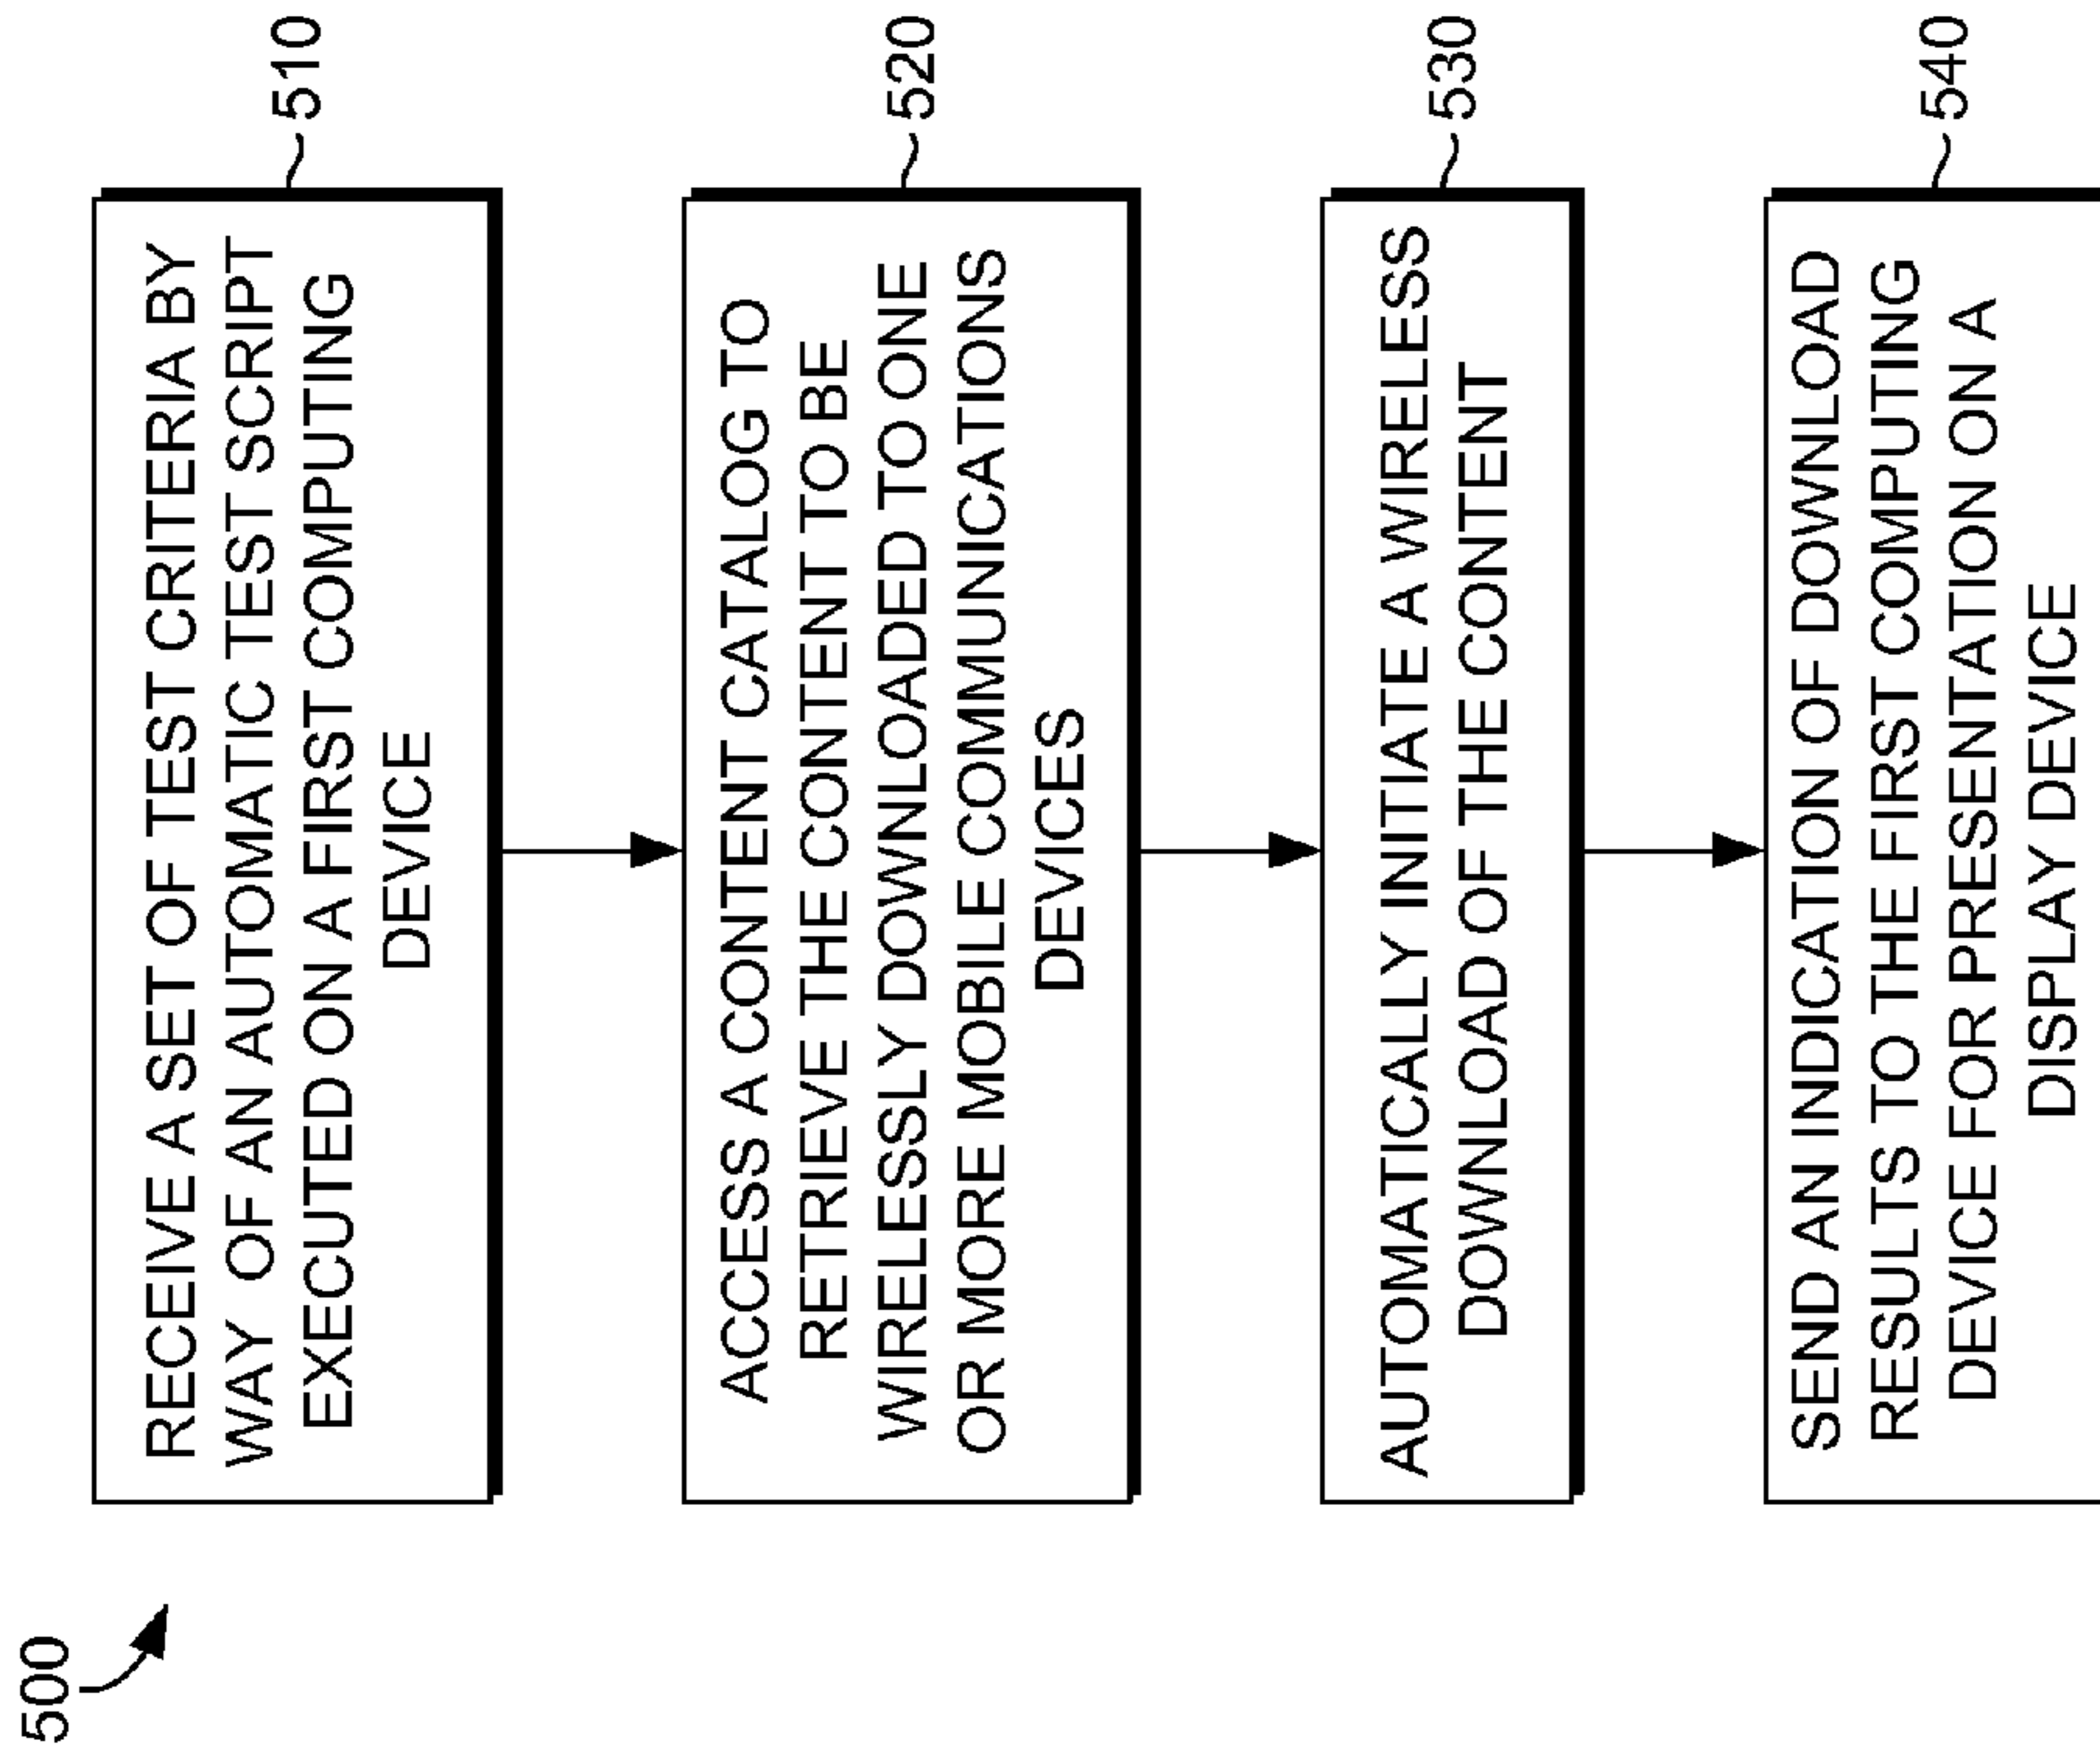 500
RECEIVE A SET OF TEST CRITERIA BY
WAY OF AN AUTOMATIC TEST SCRIPT
EXECUTED ON A FIRST COMPUTING
DEVICE
510
ACCESS A CONTENT CATALOG TO
RETRIEVE THE CONTENT TO BE
WIRELESSLY DOWNLOADED TO ONE
OR MORE MOBILE COMMUNICATIONS
DEVICES
520
AUTOMATICALLY INITIATE A WIRELESS
DOWNLOAD OF THE CONTENT
530
SEND AN INDICATION OF DOWNLOAD
RESULTS TO THE FIRST COMPUTING
DEVICE FOR PRESENTATION ON A
DISPLAY DEVICE
540